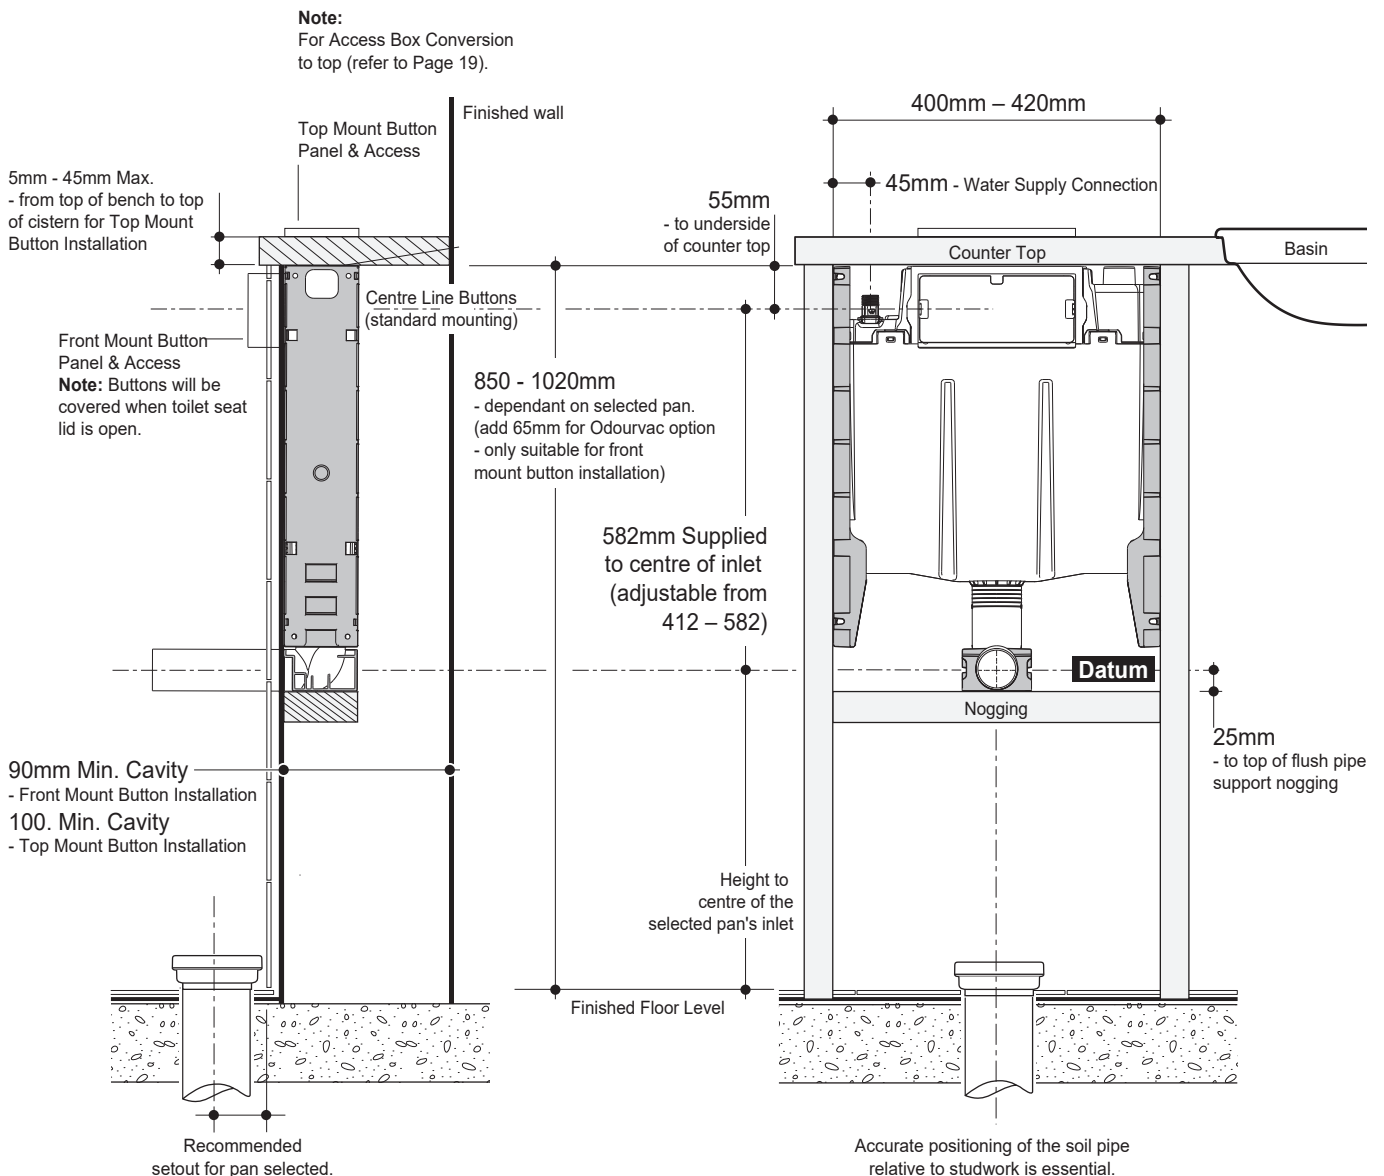 Note:
For Access Box Conversion
to top (refer to Page 19).
Finished wall
Top Mount Button
Panel & Access
400mm – 420mm
5mm - 45mm Max.
- from top of bench to top
of cistern for Top Mount
Button Installation
55mm
- to underside
of counter top
45mm - Water Supply Connection
Counter Top
Basin
Centre Line Buttons
(standard mounting)
Front Mount Button
Panel & Access
Note: Buttons will be
covered when toilet seat
lid is open.
850 - 1020mm
- dependant on selected pan.
(add 65mm for Odourvac option
- only suitable for front
mount button installation)
582mm Supplied
to centre of inlet
(adjustable from
412 – 582)
Datum
Nogging
25mm
- to top of flush pipe
support nogging
90mm Min. Cavity
- Front Mount Button Installation
100. Min. Cavity
- Top Mount Button Installation
Height to
centre of the
selected pan's inlet
Finished Floor Level
Recommended
setout for pan selected.
Accurate positioning of the soil pipe
relative to studwork is essential.